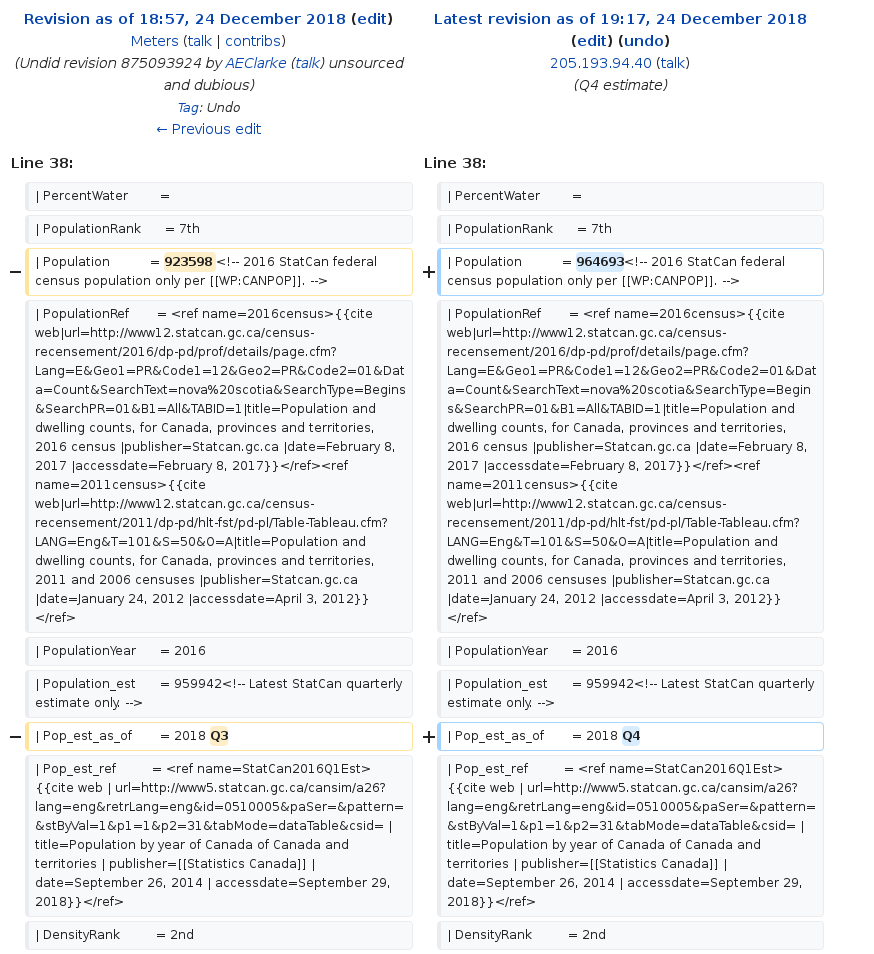 Revision as of 18:57, 24 December 2018 (edit)
Meters (talk | contribs)
(Undid revision 875093924 by AEClarke (talk) unsourced
and dubious)
Tag: Undo
← Previous edit
Latest revision as of 19:17, 24 December 2018
(edit) (undo)
205.193.94.40 (talk)
(Q4 estimate)
Line 38:
| PercentWater =
| PopulationRank = 7th
− | Population = 923598 <!-- 2016 StatCan federal
census population only per [[WP:CANPOP]]. -->
| PopulationRef = <ref name=2016census>{{cite
web|url=http://www12.statcan.gc.ca/census-
recensement/2016/dp-pd/prof/details/page.cfm?
Lang=E&Geo1=PR&Code1=12&Geo2=PR&Code2=01&Dat
a=Count&SearchText=nova%20scotia&SearchType=Begins
&SearchPR=01&B1=All&TABID=1|title=Population and
dwelling counts, for Canada, provinces and territories,
2016 census |publisher=Statcan.gc.ca |date=February 8,
2017 |accessdate=February 8, 2017}}</ref><ref
name=2011census>{{cite
web|url=http://www12.statcan.gc.ca/census-
recensement/2011/dp-pd/hlt-fst/pd-pl/Table-Tableau.cfm?
LANG=Eng&T=101&S=50&O=A|title=Population and
dwelling counts, for Canada, provinces and territories,
2011 and 2006 censuses |publisher=Statcan.gc.ca
|date=January 24, 2012 |accessdate=April 3, 2012}}
</ref>
| PopulationYear = 2016
| Population_est = 959942<!-- Latest StatCan quarterly
estimate only. -->
− | Pop_est_as_of = 2018 Q3
| Pop_est_ref = <ref name=StatCan2016Q1Est>
{{cite web | url=http://www5.statcan.gc.ca/cansim/a26?
lang=eng&retrLang=eng&id=0510005&paSer=&pattern=
&stByVal=1&p1=1&p2=31&tabMode=dataTable&csid= |
title=Population by year of Canada of Canada and
territories | publisher=[[Statistics Canada]] |
date=September 26, 2014 | accessdate=September 29,
2018}}</ref>
| DensityRank = 2nd
Line 38:
| PercentWater =
| PopulationRank = 7th
+ | Population = 964693<!-- 2016 StatCan federal
census population only per [[WP:CANPOP]]. -->
| PopulationRef = <ref name=2016census>{{cite
web|url=http://www12.statcan.gc.ca/census-
recensement/2016/dp-pd/prof/details/page.cfm?
Lang=E&Geo1=PR&Code1=12&Geo2=PR&Code2=01&Dat
a=Count&SearchText=nova%20scotia&SearchType=Begin
s&SearchPR=01&B1=All&TABID=1|title=Population and
dwelling counts, for Canada, provinces and territories,
2016 census |publisher=Statcan.gc.ca |date=February 8,
2017 |accessdate=February 8, 2017}}</ref><ref
name=2011census>{{cite
web|url=http://www12.statcan.gc.ca/census-
recensement/2011/dp-pd/hlt-fst/pd-pl/Table-Tableau.cfm?
LANG=Eng&T=101&S=50&O=A|title=Population and
dwelling counts, for Canada, provinces and territories,
2011 and 2006 censuses |publisher=Statcan.gc.ca
|date=January 24, 2012 |accessdate=April 3, 2012}}
</ref>
| PopulationYear = 2016
| Population_est = 959942<!-- Latest StatCan quarterly
estimate only. -->
+ | Pop_est_as_of = 2018 Q4
| Pop_est_ref = <ref name=StatCan2016Q1Est>
{{cite web | url=http://www5.statcan.gc.ca/cansim/a26?
lang=eng&retrLang=eng&id=0510005&paSer=&pattern=
&stByVal=1&p1=1&p2=31&tabMode=dataTable&csid= |
title=Population by year of Canada of Canada and
territories | publisher=[[Statistics Canada]] |
date=September 26, 2014 | accessdate=September 29,
2018}}</ref>
| DensityRank = 2nd